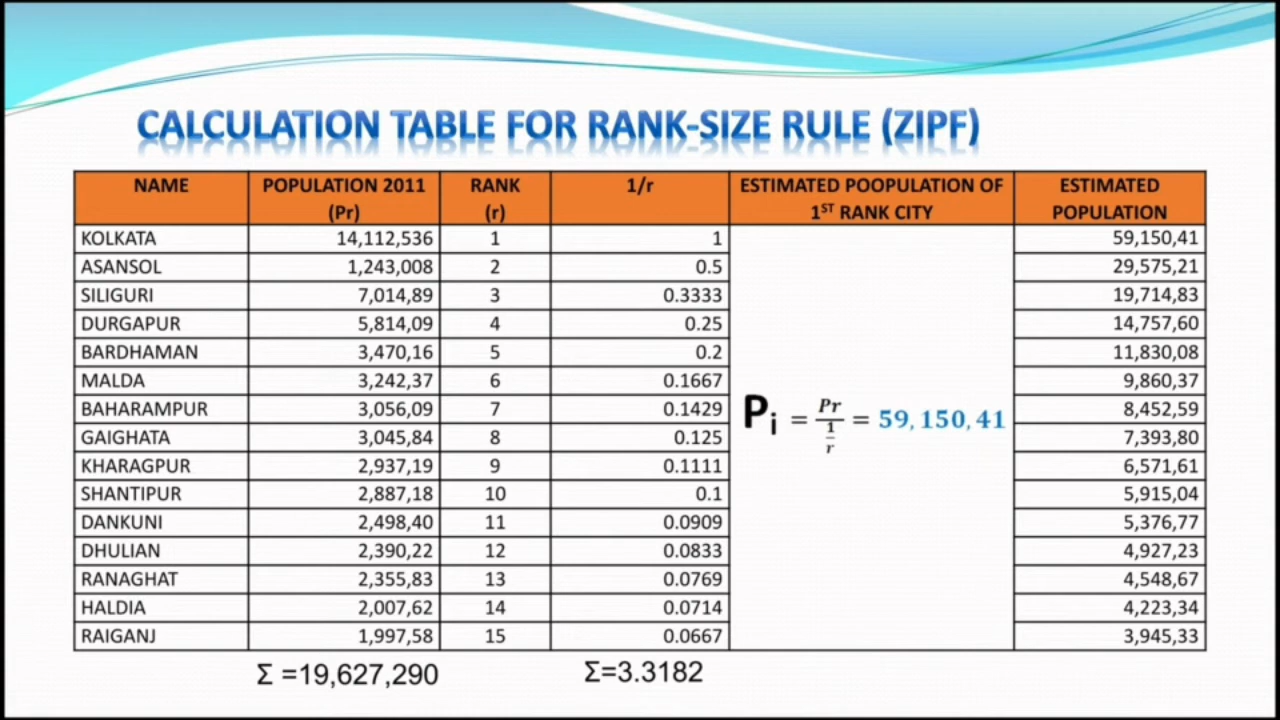 CALCULATION TABLE FOR RANK-SIZE RULE (ZIPF)
NAME POPULATION 2011 (Pr) RANK (r) 1/r ESTIMATED POOPULATION OF 1ST RANK CITY ESTIMATED POPULATION
KOLKATA 14,112,536 1 1 59,150,41
ASANSOL 1,243,008 2 0.5 29,575,21
SILIGURI 7,014,89 3 0.3333 19,714,83
DURGAPUR 5,814,09 4 0.25 14,757,60
BARDHAMAN 3,470,16 5 0.2 11,830,08
MALDA 3,242,37 6 0.1667 9,860,37
BAHARAMPUR 3,056,09 7 0.1429 8,452,59
Pi = Pr / (1/r) = 59,150,41
GAIGHATA 3,045,84 8 0.125 7,393,80
KHARAGPUR 2,937,19 9 0.1111 6,571,61
SHANTIPUR 2,887,18 10 0.1 5,915,04
DANKUNI 2,498,40 11 0.0909 5,376,77
DHULIAN 2,390,22 12 0.0833 4,927,23
RANAGHAT 2,355,83 13 0.0769 4,548,67
HALDIA 2,007,62 14 0.0714 4,223,34
RAIGANJ 1,997,58 15 0.0667 3,945,33
Σ =19,627,290 Σ=3.3182